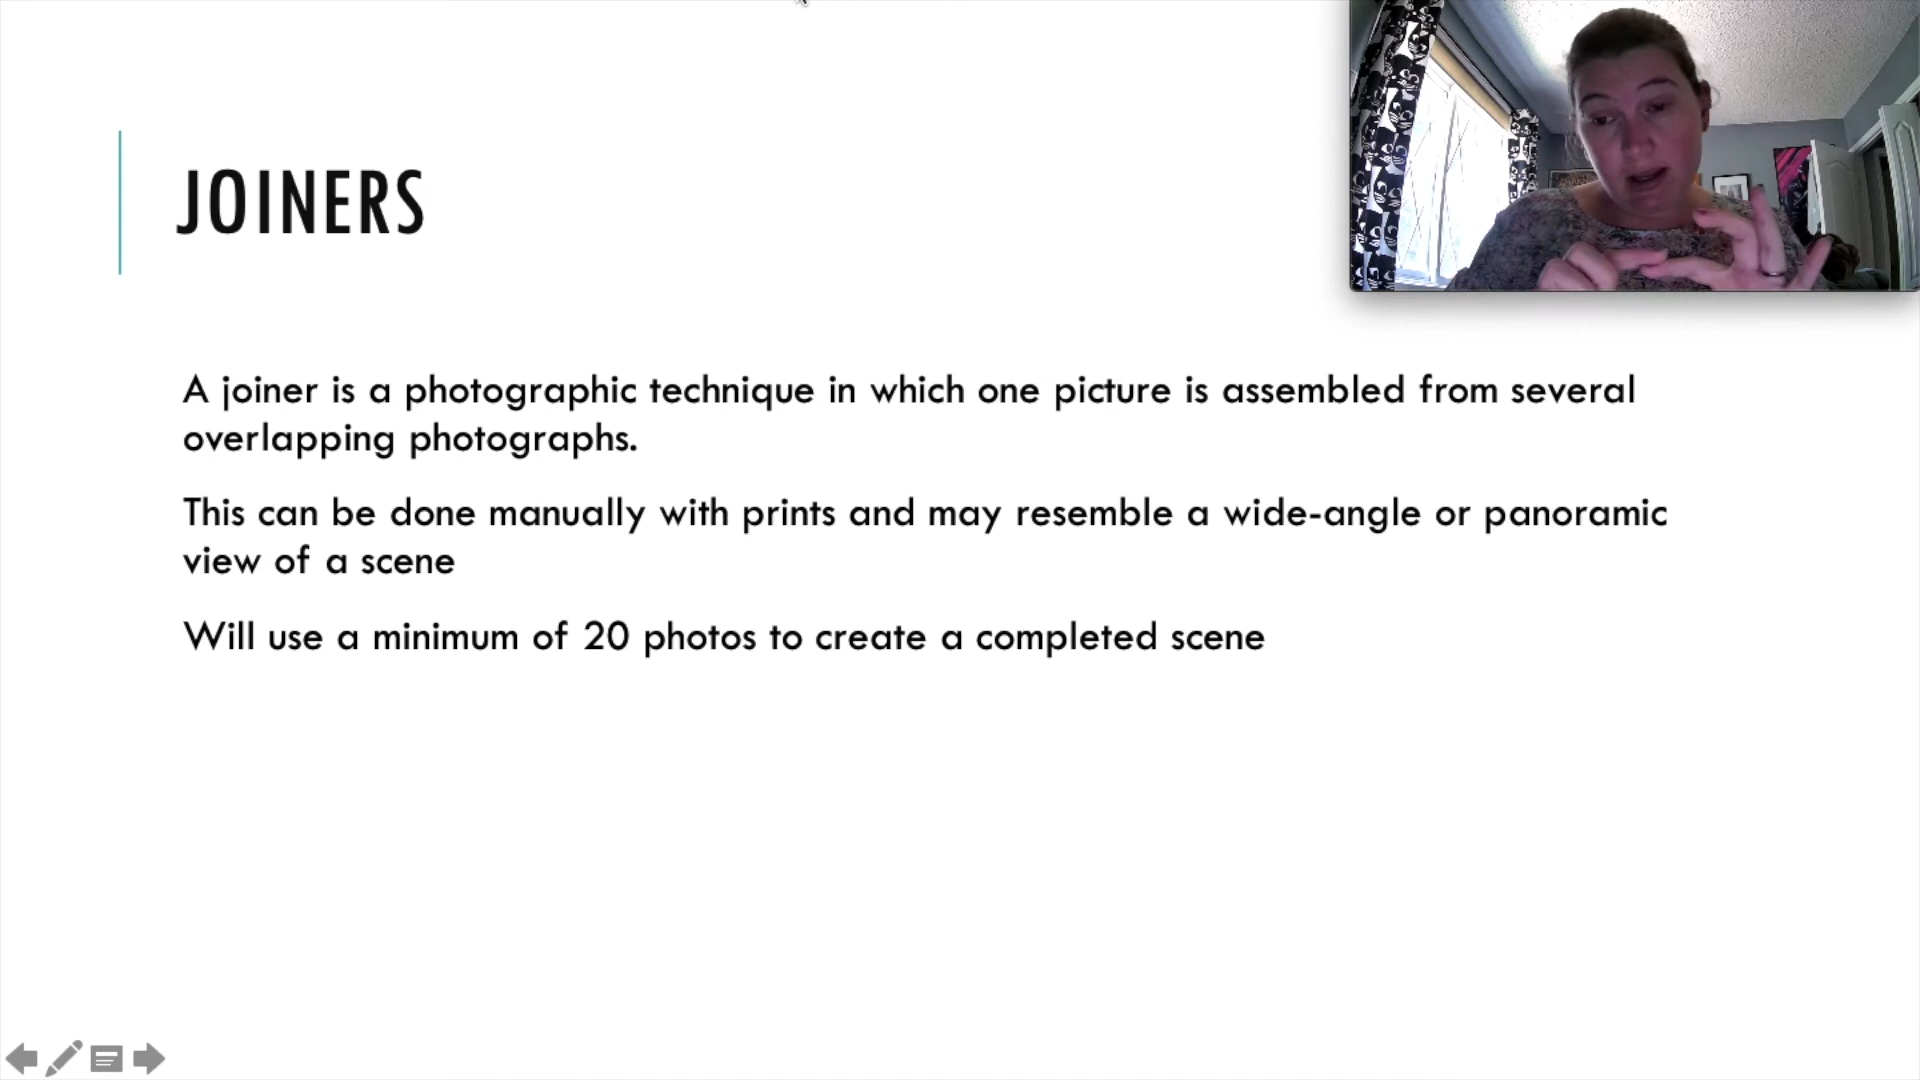 JOINERS
A joiner is a photographic technique in which one picture is assembled from several
overlapping photographs.
This can be done manually with prints and may resemble a wide-angle or panoramic
view of a scene
Will use a minimum of 20 photos to create a completed scene